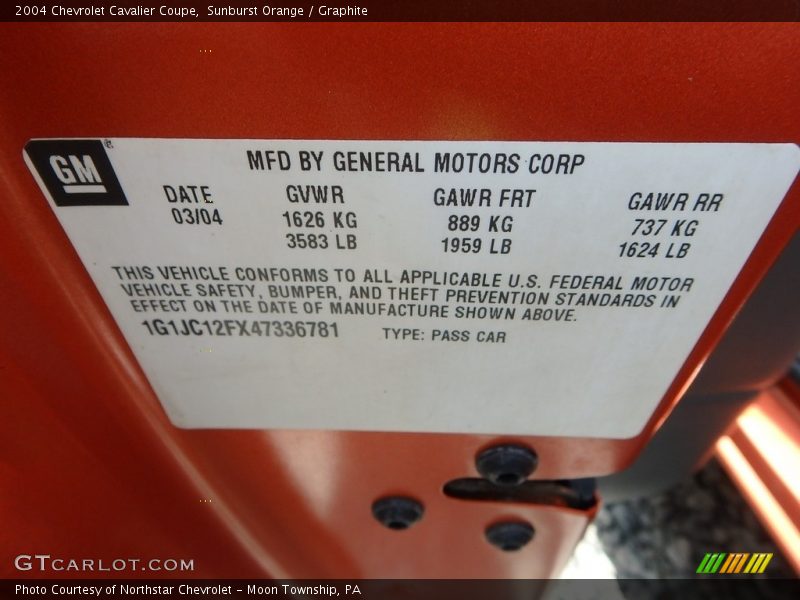 2004 Chevrolet Cavalier Coupe, Sunburst Orange / Graphite
GM
MFD BY GENERAL MOTORS CORP
DATE GVWR GAWR FRT GAWR RR
03/04 1626 KG 889 KG 737 KG
3583 LB 1959 LB 1624 LB
THIS VEHICLE CONFORMS TO ALL APPLICABLE U.S. FEDERAL MOTOR
VEHICLE SAFETY, BUMPER, AND THEFT PREVENTION STANDARDS IN
EFFECT ON THE DATE OF MANUFACTURE SHOWN ABOVE.
1G1JC12FX47336781 TYPE: PASS CAR
GTCARLOT.COM
Photo Courtesy of Northstar Chevrolet - Moon Township, PA